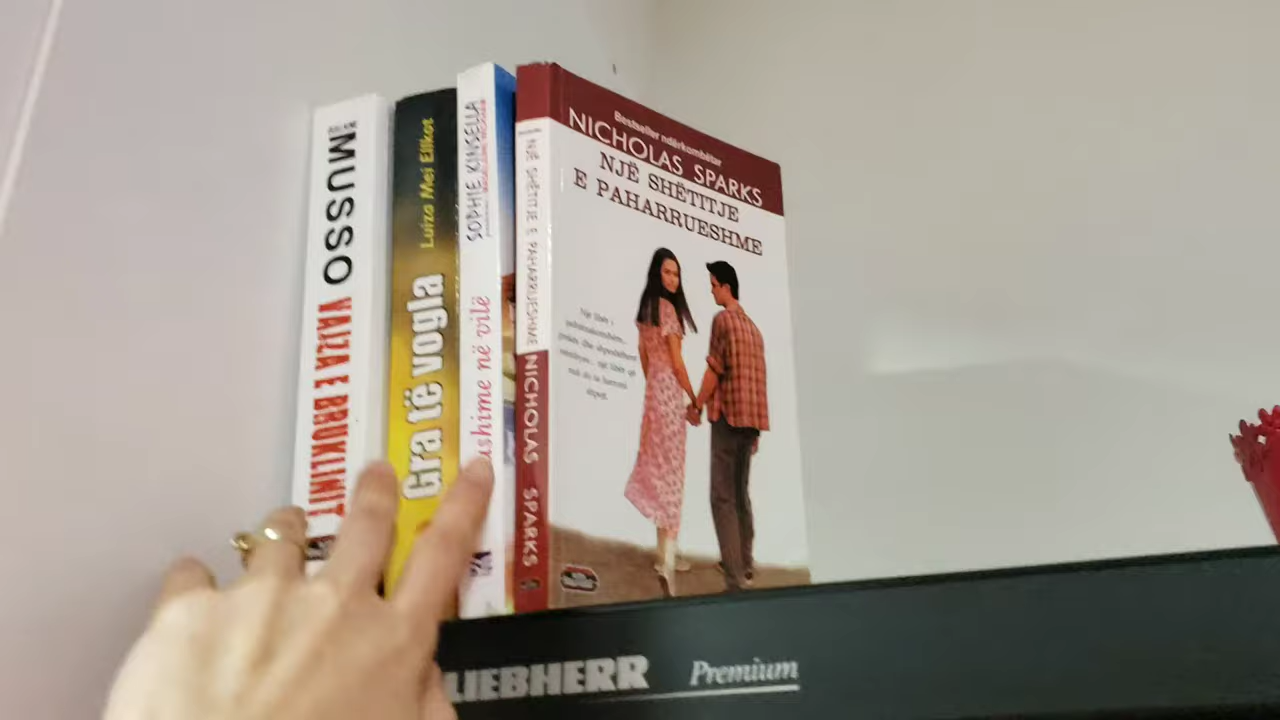 MUSSO VAJZA E BRUKLINIT
Luiza Mei Ellkot
Gra të vogla
SOPHIE KINSELLA
ushime në vilë
NJË SHËTITJE E PAHARRUESHME
NICHOLAS SPARKS
Bestseller ndërkombëtar
NICHOLAS SPARKS
NJË SHËTITJE
E PAHARRUESHME
LIEBHERR Premium